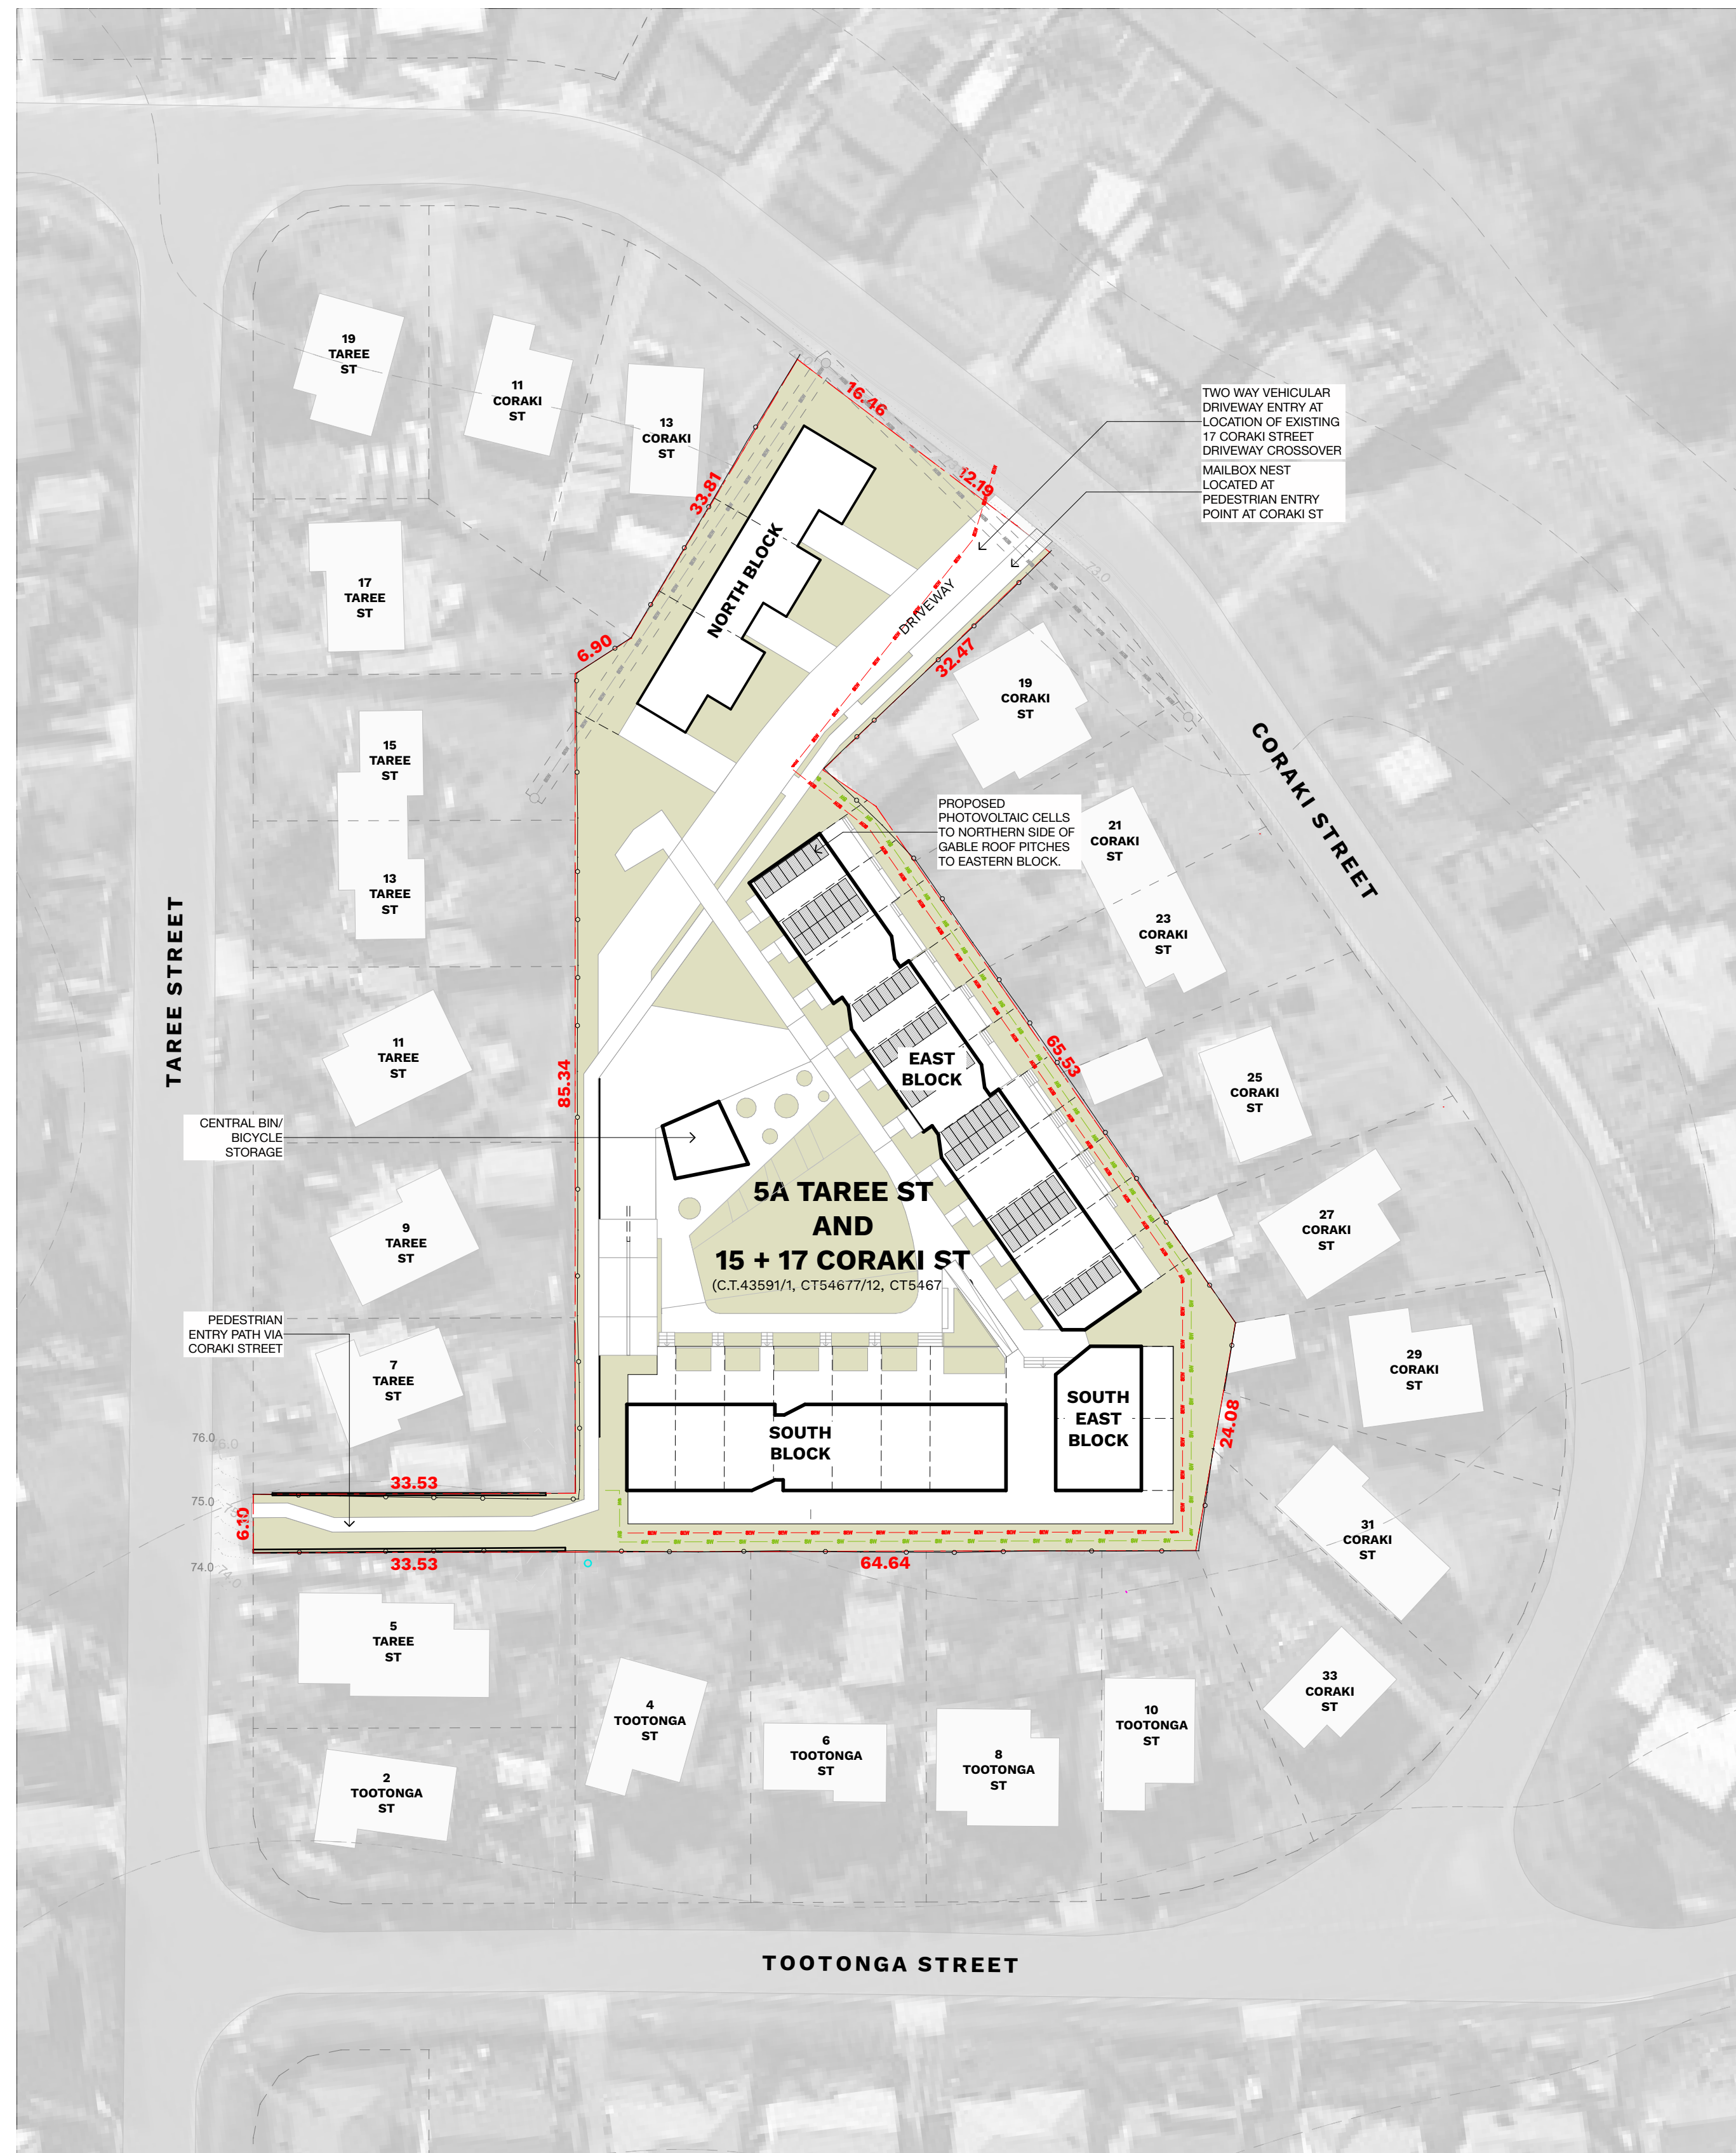 19
TAREE
ST
11
CORAKI
ST
13
CORAKI
ST
16.46
12.19
TWO WAY VEHICULAR
DRIVEWAY ENTRY AT
LOCATION OF EXISTING
17 CORAKI STREET
DRIVEWAY CROSSOVER
MAILBOX NEST
LOCATED AT
PEDESTRIAN ENTRY
POINT AT CORAKI ST
33.81
NORTH BLOCK
DRIVEWAY
73.0
17
TAREE
ST
6.90
32.47
19
CORAKI
ST
CORAKI STREET
15
TAREE
ST
13
TAREE
ST
PROPOSED
PHOTOVOLTAIC CELLS
TO NORTHERN SIDE OF
GABLE ROOF PITCHES
TO EASTERN BLOCK.
21
CORAKI
ST
23
CORAKI
ST
TAREE STREET
11
TAREE
ST
85.34
EAST
BLOCK
65.53
25
CORAKI
ST
CENTRAL BIN/
BICYCLE
STORAGE
5A TAREE ST
AND
15 + 17 CORAKI ST
(C.T.43591/1, CT54677/12, CT5467
9
TAREE
ST
27
CORAKI
ST
PEDESTRIAN
ENTRY PATH VIA
CORAKI STREET
7
TAREE
ST
29
CORAKI
ST
SOUTH
EAST
BLOCK
SOUTH
BLOCK
24.08
76.0
76.0
75.0
74.0
74.0
33.53
6.10
33.53
64.64
31
CORAKI
ST
5
TAREE
ST
33
CORAKI
ST
4
TOOTONGA
ST
6
TOOTONGA
ST
8
TOOTONGA
ST
10
TOOTONGA
ST
2
TOOTONGA
ST
TOOTONGA STREET